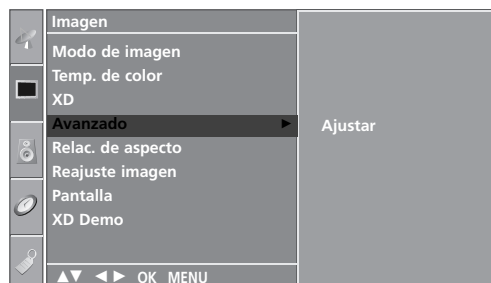 Imagen
Modo de imagen
Temp. de color
XD
Avanzado ► Ajustar
Relac. de aspecto
Reajuste imagen
Pantalla
XD Demo
▲▼ ◄► OK MENU